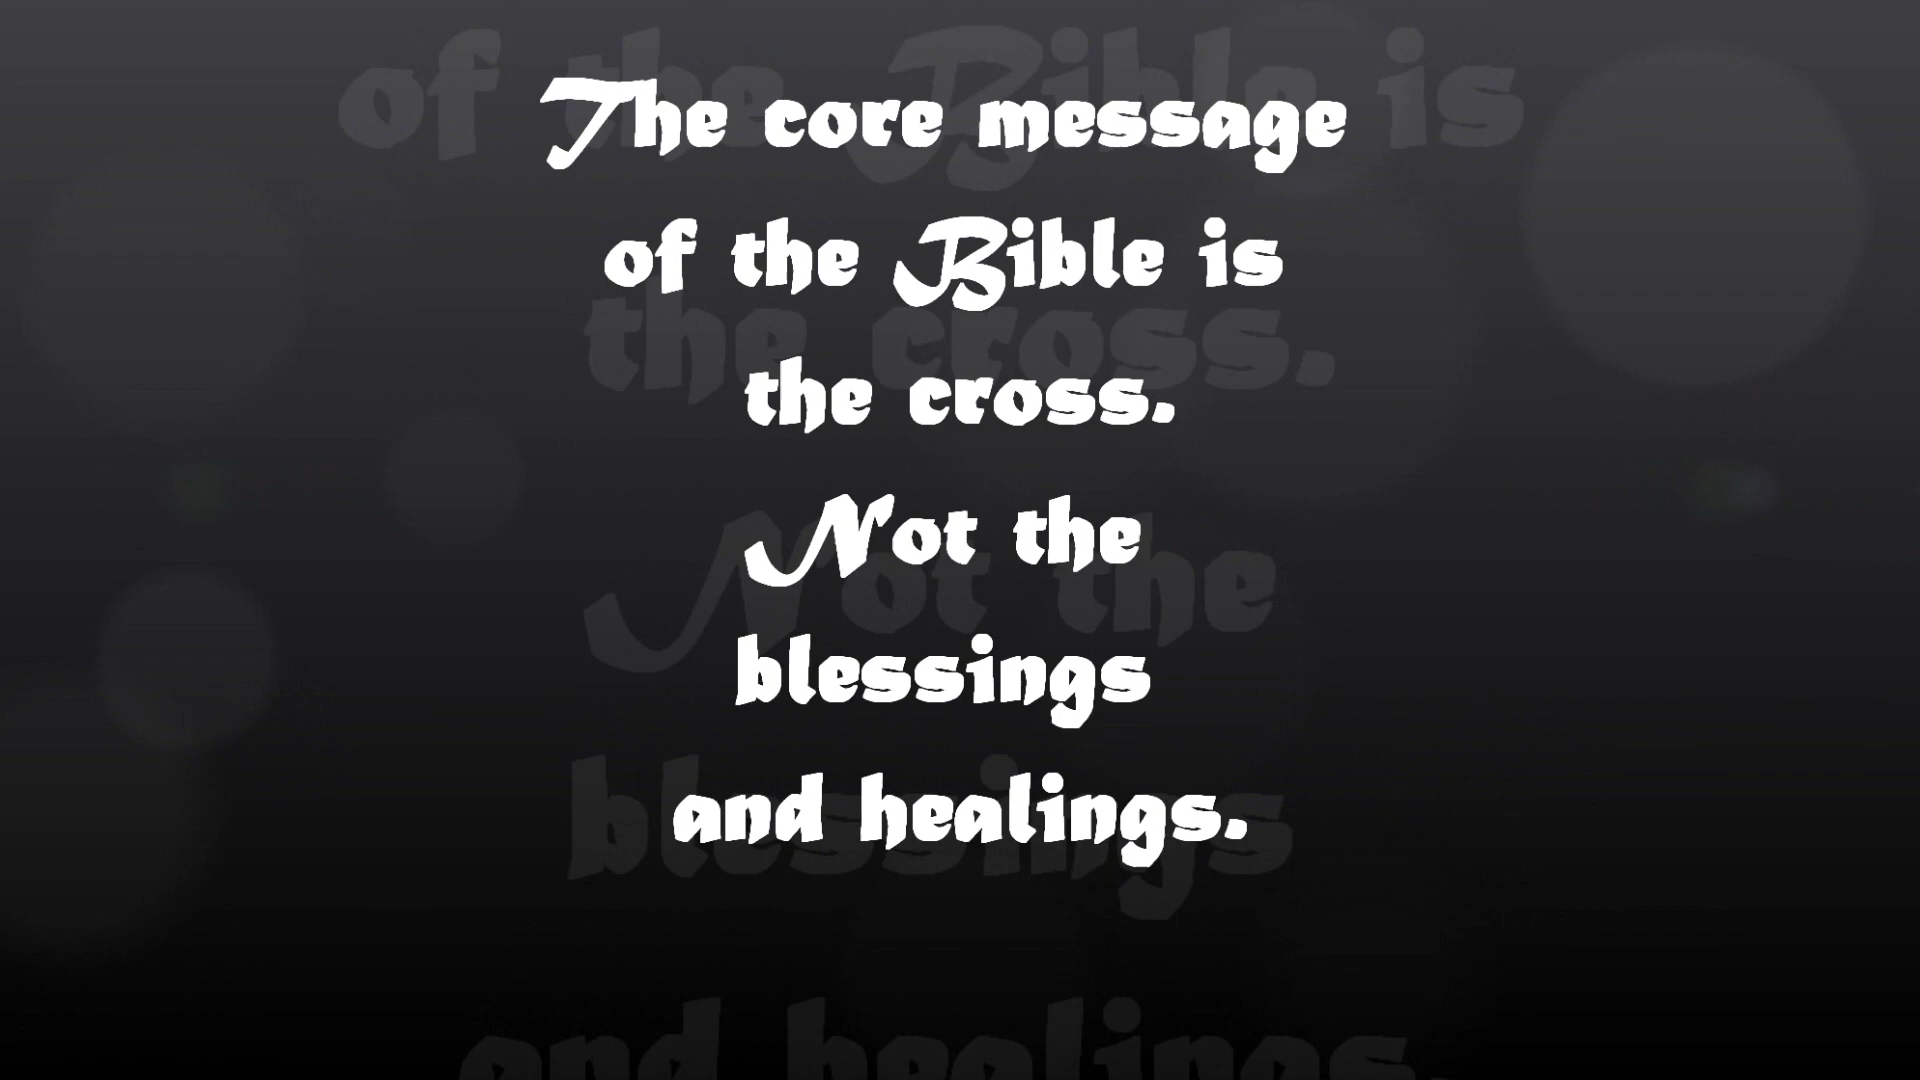 The core message
of the Bible is
the cross.
Not the
blessings
and healings.